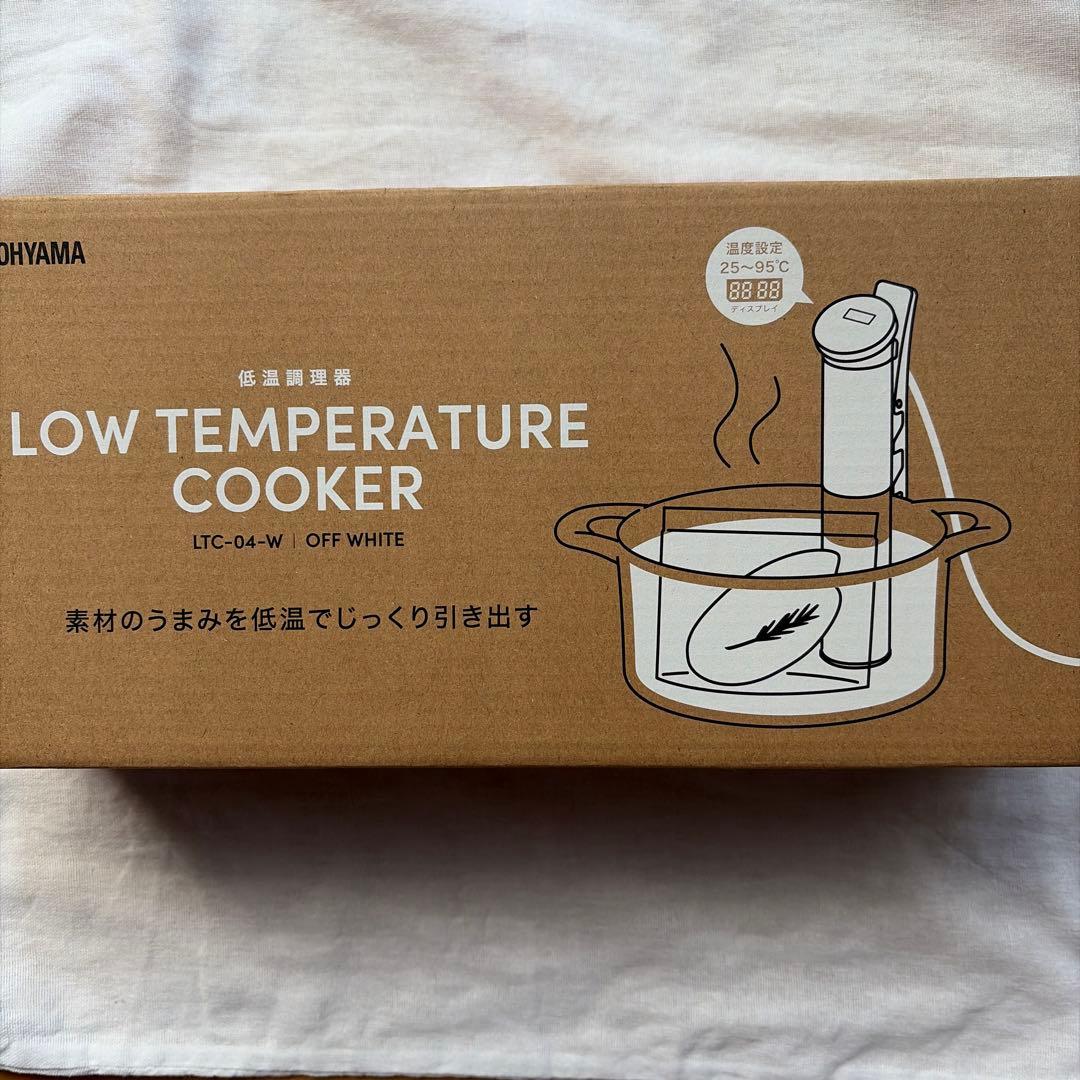 OHYAMA
低温調理器
LOW TEMPERATURE
COOKER
LTC-04-W | OFF WHITE
素材のうまみを低温でじっくり引き出す
温度設定
25～95℃
88 88
ディスプレイ